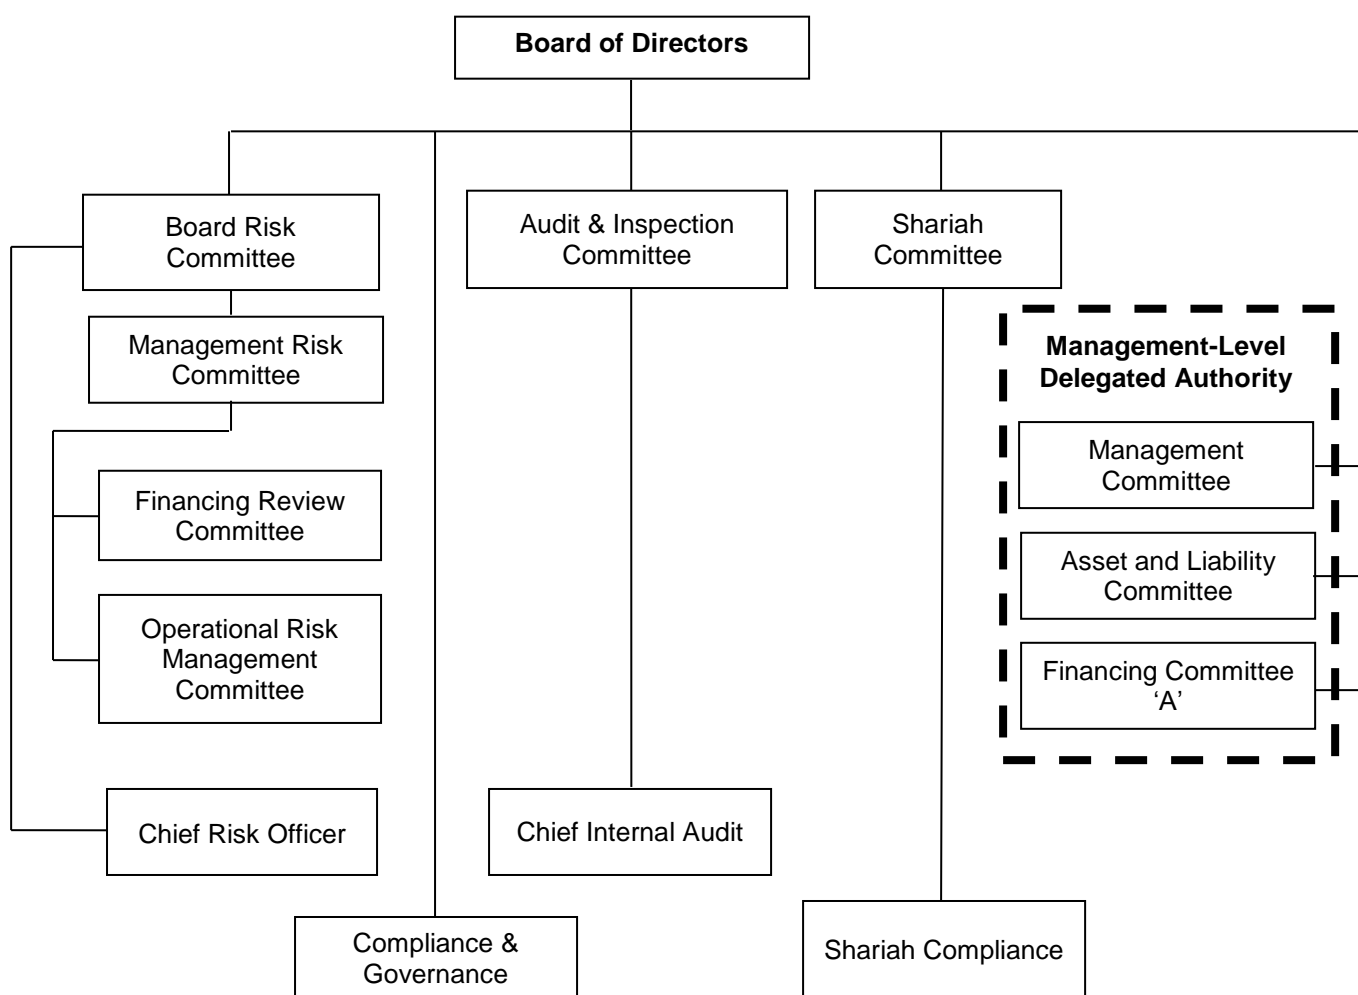 Board of Directors
Board Risk
Committee
Audit & Inspection
Committee
Shariah
Committee
Management Risk
Committee
Management-Level
Delegated Authority
Management
Committee
Financing Review
Committee
Asset and Liability
Committee
Operational Risk
Management
Committee
Financing Committee
‘A’
Chief Risk Officer
Chief Internal Audit
Compliance &
Governance
Shariah Compliance